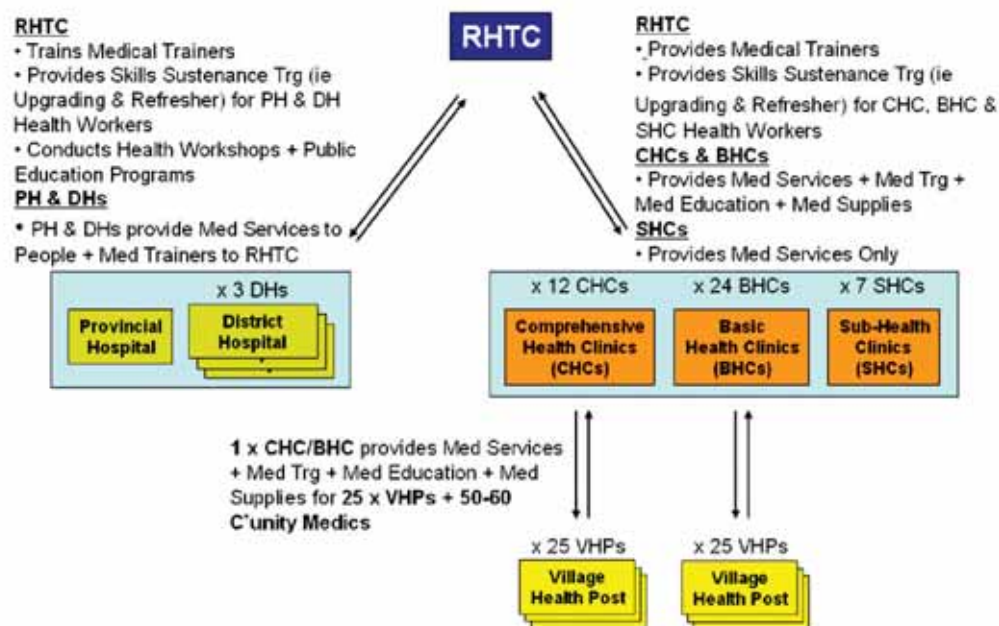 RHTC
RHTC
• Trains Medical Trainers
• Provides Skills Sustenance Trg (ie
Upgrading & Refresher) for PH & DH
Health Workers
• Conducts Health Workshops + Public
Education Programs
PH & DHs
• PH & DHs provide Med Services to
People + Med Trainers to RHTC
RHTC
• Provides Medical Trainers
• Provides Skills Sustenance Trg (ie
Upgrading & Refresher) for CHC, BHC &
SHC Health Workers
CHCs & BHCs
• Provides Med Services + Med Trg +
Med Education + Med Supplies
SHCs
• Provides Med Services Only
x 3 DHs
Provincial
Hospital
District
Hospital
x 12 CHCs
x 24 BHCs
x 7 SHCs
Comprehensive
Health Clinics
(CHCs)
Basic
Health Clinics
(BHCs)
Sub-Health
Clinics
(SHCs)
1 x CHC/BHC provides Med Services
+ Med Trg + Med Education + Med
Supplies for 25 x VHPs + 50-60
C'unity Medics
x 25 VHPs
x 25 VHPs
Village
Health Post
Village
Health Post